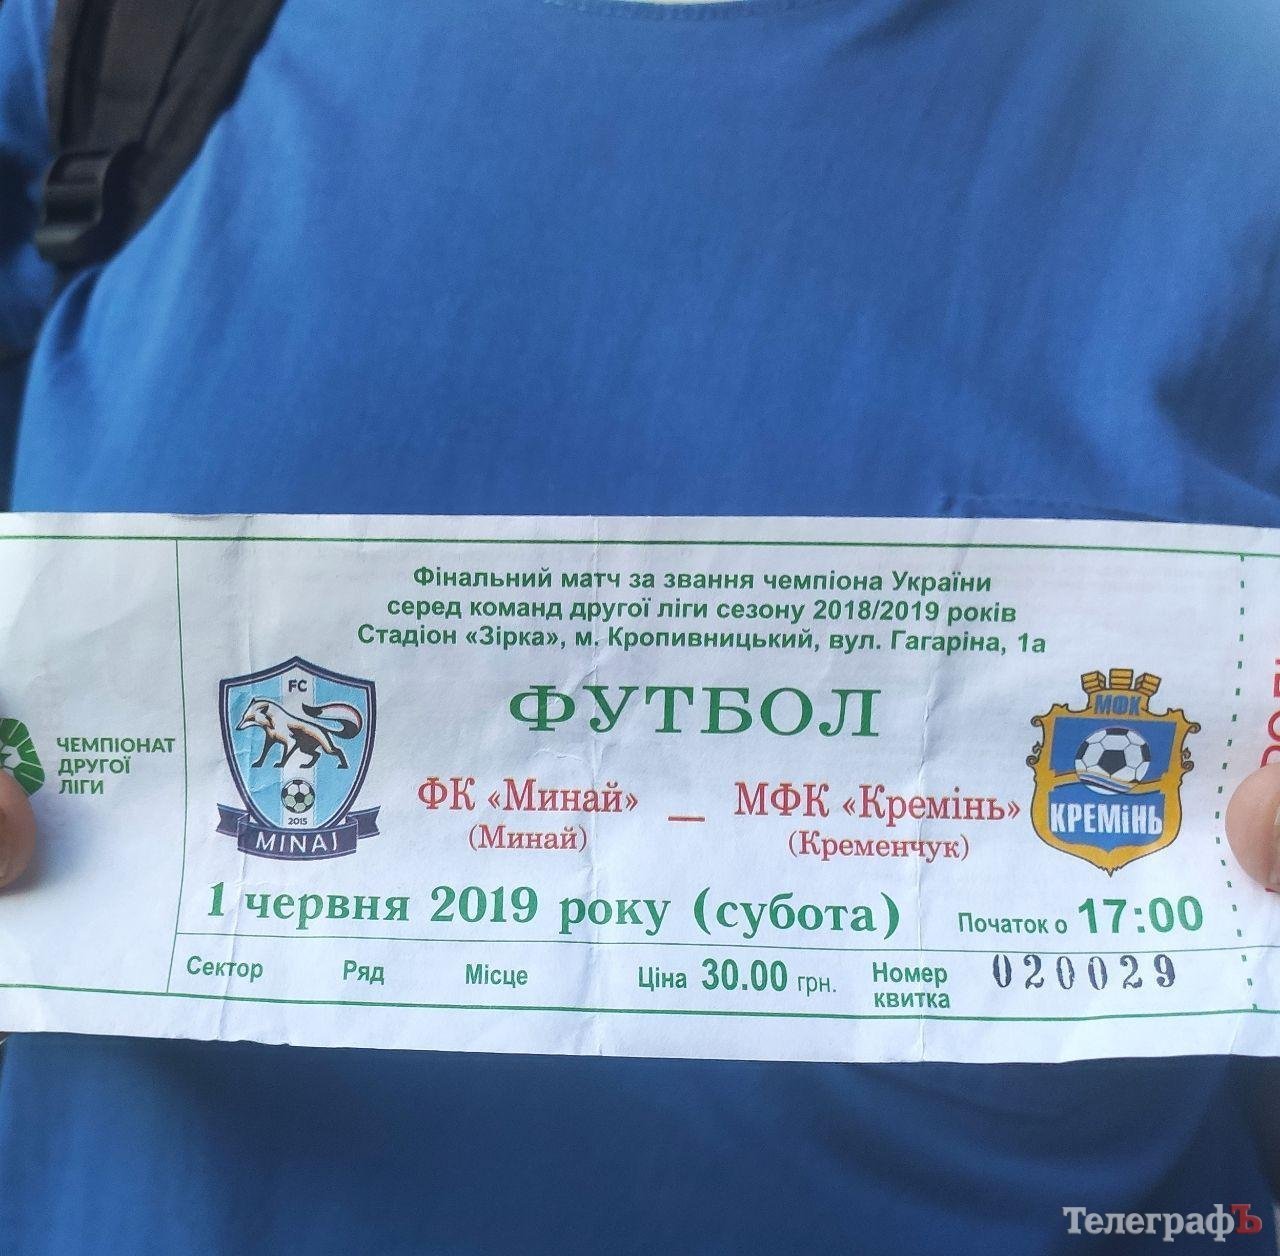 Фінальний матч за звання чемпіона України
серед команд другої ліги сезону 2018/2019 років
Стадіон «Зірка», м. Кропивницький, вул. Гагаріна, 1а
ФУТБОЛ
ЧЕМПІОНАТ
ДРУГОЇ
ЛІГИ
FC
2015
MINAJ
ФК «Минай» — МФК «Кремінь»
(Минай) (Кременчук)
МФК
КРЕМіНЬ
1 червня 2019 року (субота) Початок о 17:00
Сектор Ряд Місце Ціна 30.00 грн. Номер
квитка
020029
ТелеграфЪ